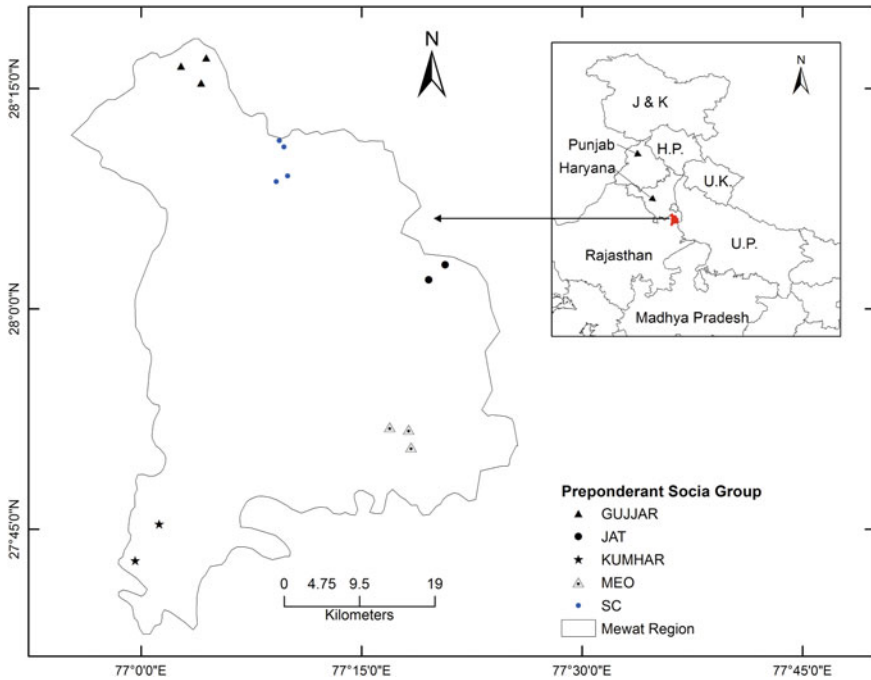 N
28°15'0"N
28°0'0"N
27°45'0"N
77°0'0"E
77°15'0"E
77°30'0"E
77°45'0"E
0 4.75 9.5 19
Kilometers
N
J & K
Punjab
H.P.
Haryana
U.K.
U.P.
Rajasthan
Madhya Pradesh
Preponderant Socia Group
GUJJAR
JAT
KUMHAR
MEO
SC
Mewat Region